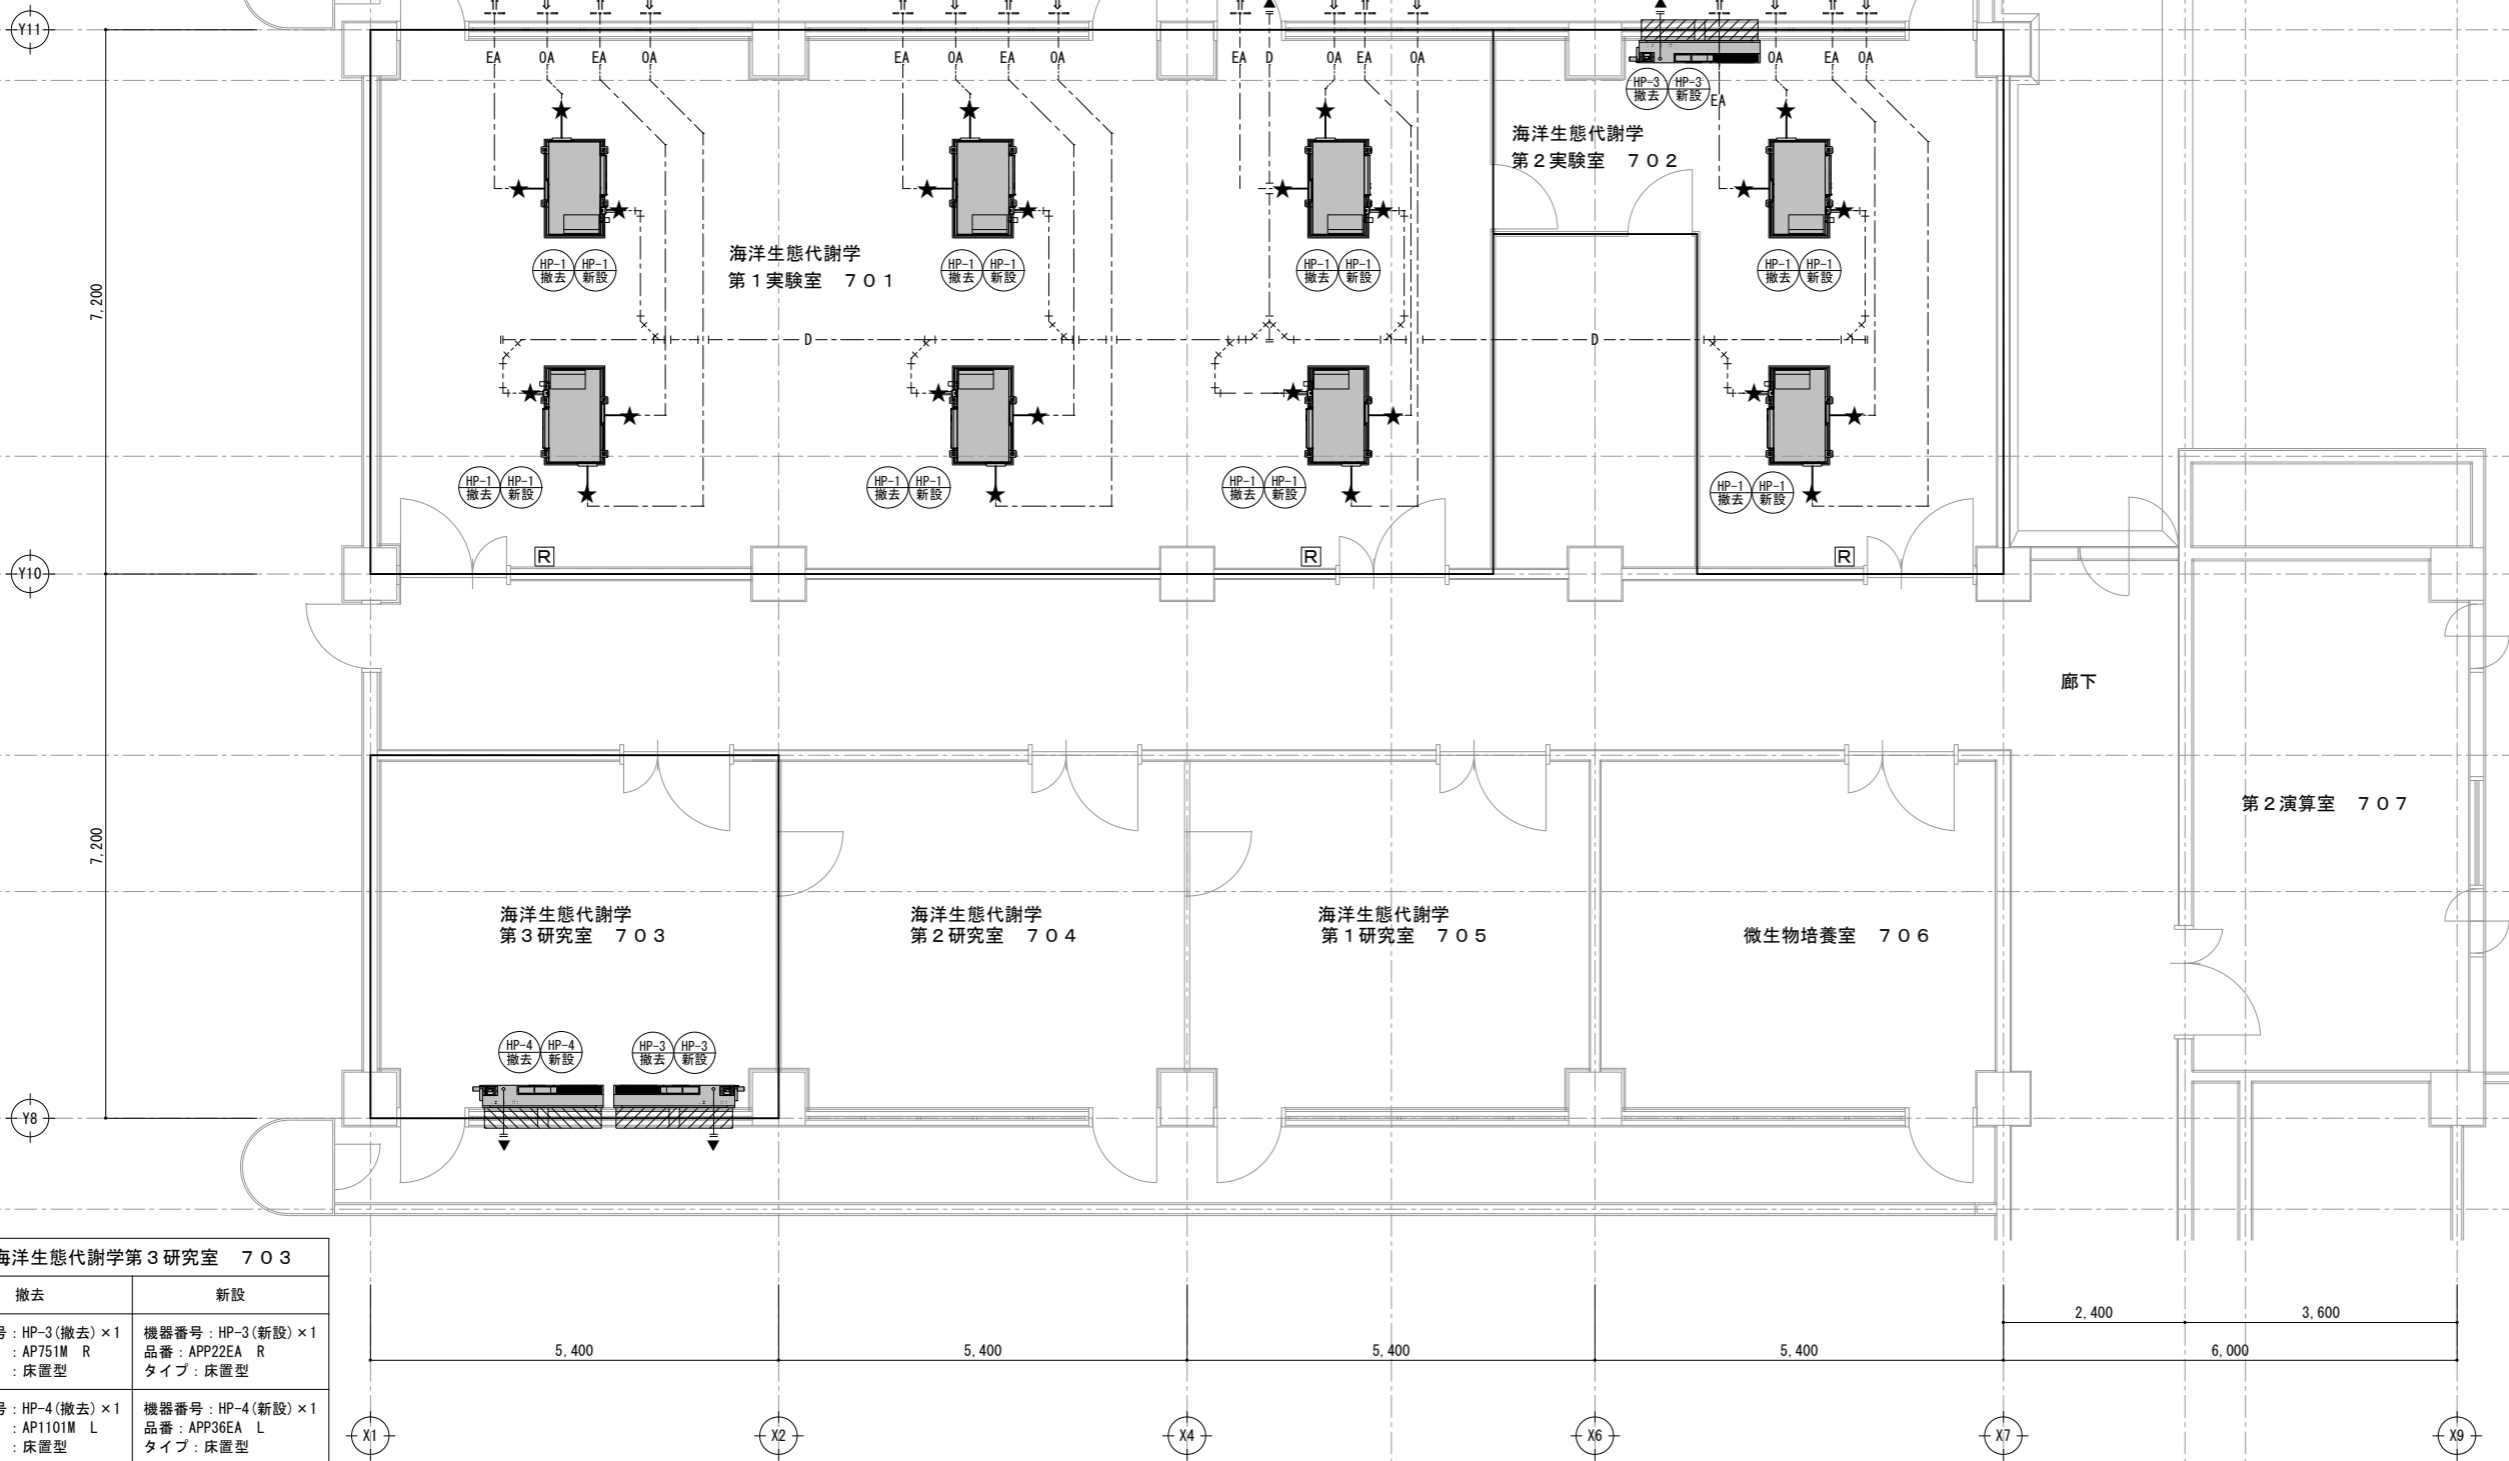 Y11
EA
OA
EA
OA
EA
OA
EA
OA
EA
D
OA
EA
OA
EA
OA
EA
OA
HP-3
撤去
HP-3
新設
海洋生態代謝学
第2実験室 702
海洋生態代謝学
第1実験室 701
HP-1
撤去
HP-1
新設
HP-1
撤去
HP-1
新設
HP-1
撤去
HP-1
新設
HP-1
撤去
HP-1
新設
7,200
D
D
HP-1
撤去
HP-1
新設
HP-1
撤去
HP-1
新設
HP-1
撤去
HP-1
新設
HP-1
撤去
HP-1
新設
R
R
R
Y10
廊下
7,200
第2演算室 707
海洋生態代謝学
第3研究室 703
海洋生態代謝学
第2研究室 704
海洋生態代謝学
第1研究室 705
微生物培養室 706
HP-4
撤去
HP-4
新設
HP-3
撤去
HP-3
新設
Y8
海洋生態代謝学第3研究室 703
撤去
新設
号:HP-3(撤去)×1
:AP751M R
:床置型
機器番号:HP-3(新設)×1
品番:APP22EA R
タイプ:床置型
号:HP-4(撤去)×1
:AP1101M L
:床置型
機器番号:HP-4(新設)×1
品番:APP36EA L
タイプ:床置型
2,400
3,600
5,400
5,400
5,400
5,400
6,000
X1
X2
X4
X6
X7
X9